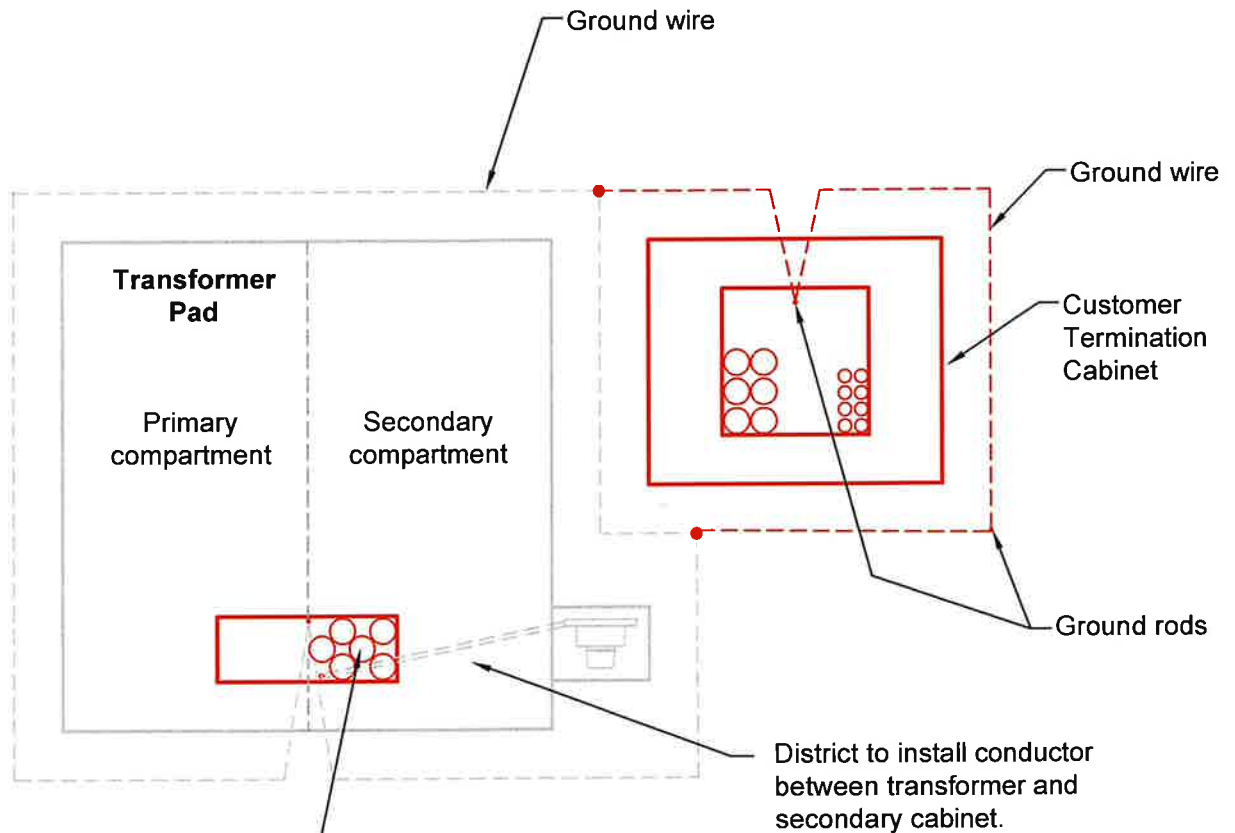 Ground wire
Ground wire
Transformer
Pad
Customer
Termination
Cabinet
Primary
compartment
Secondary
compartment
Ground rods
District to install conductor
between transformer and
secondary cabinet.